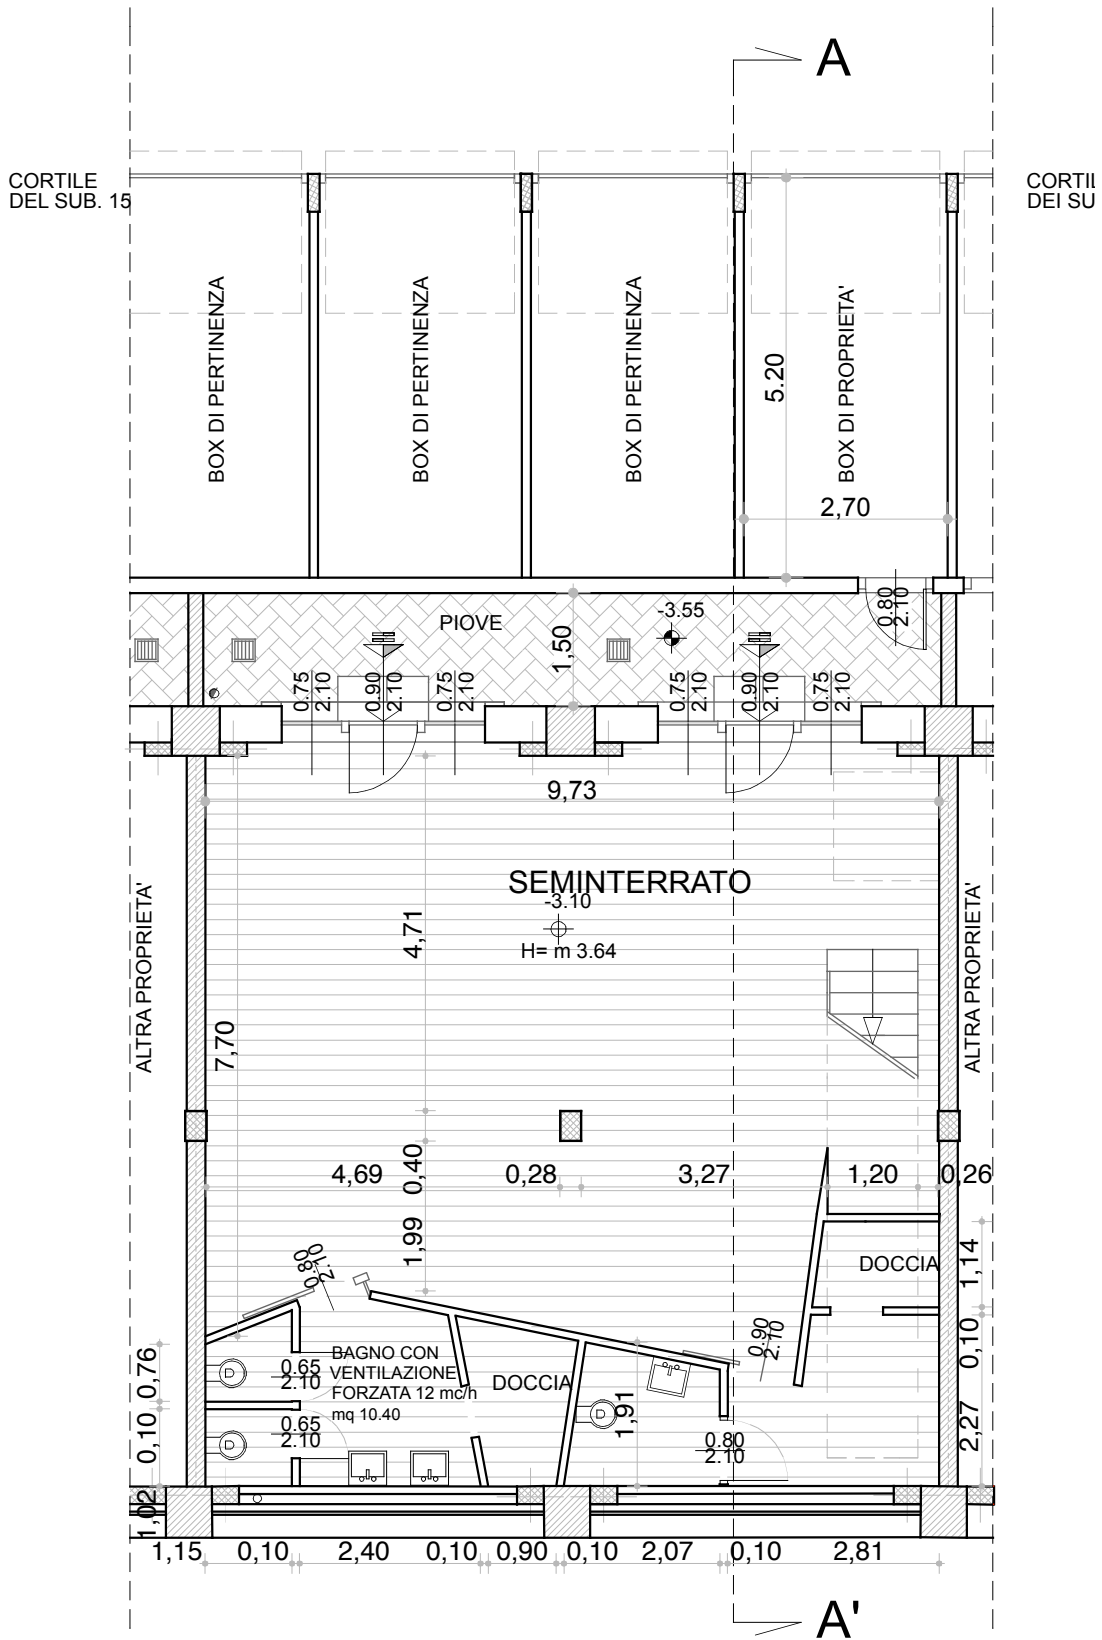 A
CORTILE
DEL SUB. 15
CORTIL
DEI SU
BOX DI PERTINENZA
BOX DI PERTINENZA
BOX DI PERTINENZA
BOX DI PROPRIETA'
5.20
2,70
0.80
2.10
PIOVE
1,50
-3.55
0.75
2.10
0.90
2.10
0.75
2.10
0.75
2.10
0.90
2.10
0.75
2.10
9,73
SEMINTERRATO
-3.10
H= m 3.64
4,71
7,70
ALTRA PROPRIETA'
ALTRA PROPRIETA'
4,69
0,40
0,28
3,27
1,20
0,26
1,99
0.80
2.10
DOCCIA
1,14
0.90
2.10
0,10
0,76
0.65
2.10
BAGNO CON
VENTILAZIONE
FORZATA 12 mc/h
mq 10.40
DOCCIA
1,91
0,10
0.65
2.10
0.80
2.10
2,27
1,02
1,15
0,10
2,40
0,10
0,90
0,10
2,07
0,10
2,81
A'